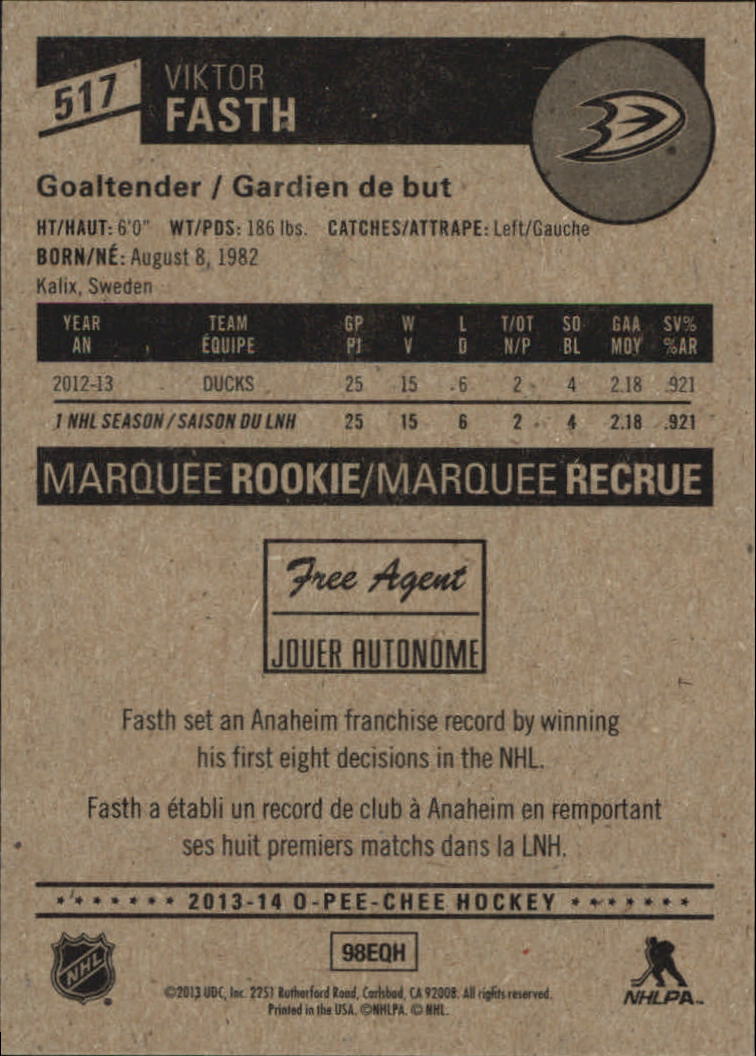 517
VIKTOR
FASTH
Goaltender / Gardien de but
HT/HAUT: 6'0" WT/PDS: 186 lbs. CATCHES/ATTRAPE: Left/Gauche
BORN/NÉ: August 8, 1982
Kalix, Sweden
YEAR TEAM GP W L T/OT SO GAA SV%
AN ÉQUIPE PJ V D N/P BL MOY %AR
2012-13 DUCKS 25 15 6 2 4 2.18 .921
1 NHL SEASON / SAISON DU LNH 25 15 6 2 4 2.18 .921
MARQUEE ROOKIE/MARQUEE RECRUE
Free Agent
JOUER AUTONOME
Fasth set an Anaheim franchise record by winning
his first eight decisions in the NHL.
Fasth a établi un record de club à Anaheim en remportant
ses huit premiers matchs dans la LNH.
2013-14 O-PEE-CHEE HOCKEY
NHL
98EQH
©2013 UDC, Inc. 2251 Rutherford Road, Carlsbad, CA 92008. All rights reserved.
Printed in the USA. ©NHLPA. © NHL.
NHLPA™